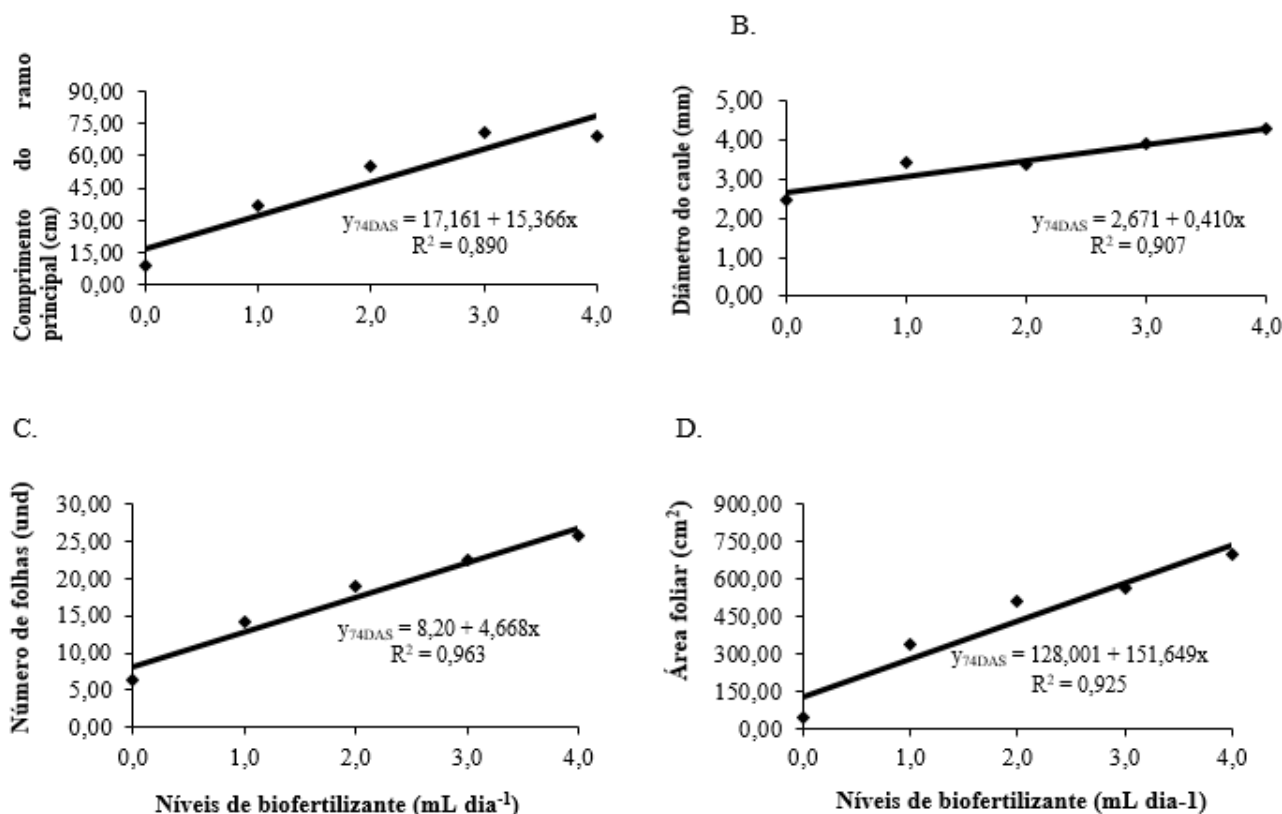 B.
Comprimento do ramo
principal (cm)
90,00
75,00
60,00
45,00
30,00
15,00
0,00
y74DAS = 17,161 + 15,366x
R² = 0,890
0,0 1,0 2,0 3,0 4,0
Diâmetro do caule (mm)
5,00
4,00
3,00
2,00
1,00
0,00
y74DAS = 2,671 + 0,410x
R² = 0,907
0,0 1,0 2,0 3,0 4,0
C.
Número de folhas (und)
30,00
25,00
20,00
15,00
10,00
5,00
0,00
y74DAS = 8,20 + 4,668x
R² = 0,963
0,0 1,0 2,0 3,0 4,0
Níveis de biofertilizante (mL dia⁻¹)
D.
Área foliar (cm²)
900,00
750,00
600,00
450,00
300,00
150,00
0,00
y74DAS = 128,001 + 151,649x
R² = 0,925
0,0 1,0 2,0 3,0 4,0
Níveis de biofertilizante (mL dia-1)